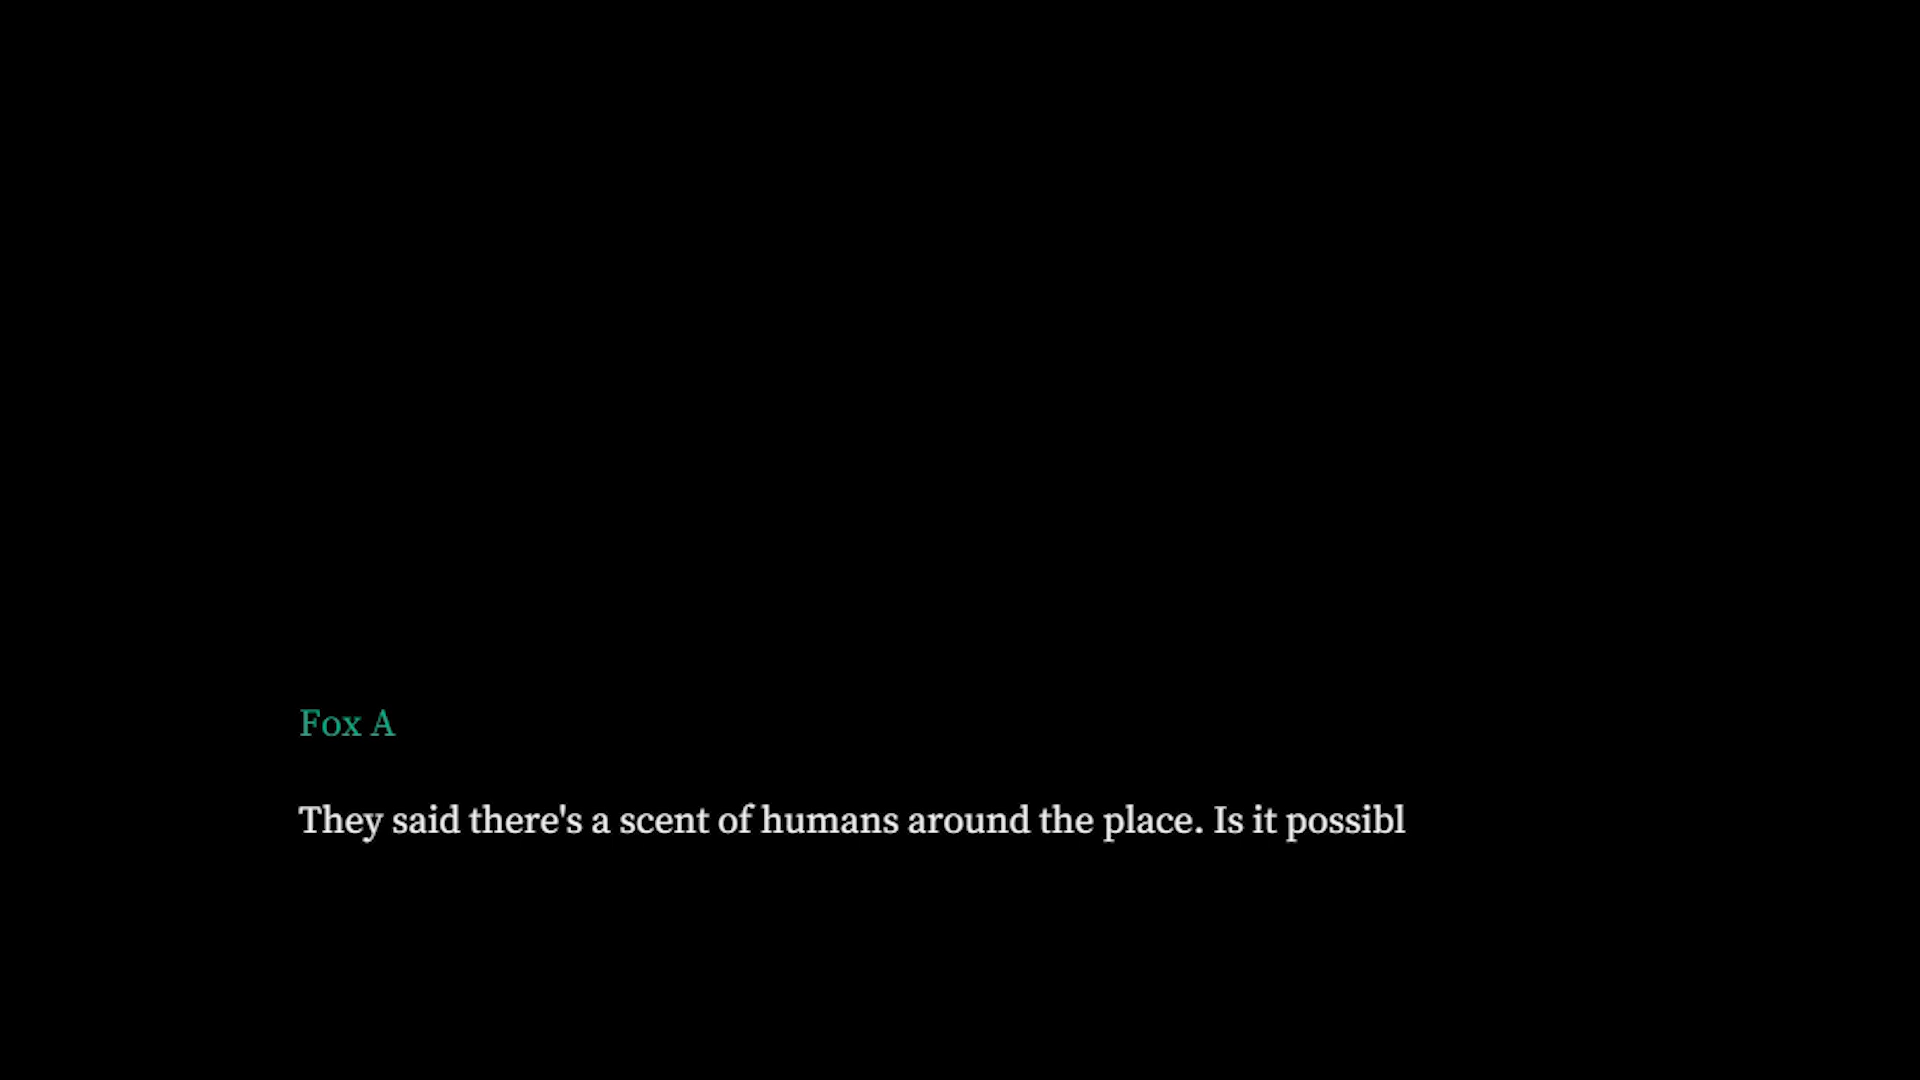 Fox A
They said there's a scent of humans around the place. Is it possibl